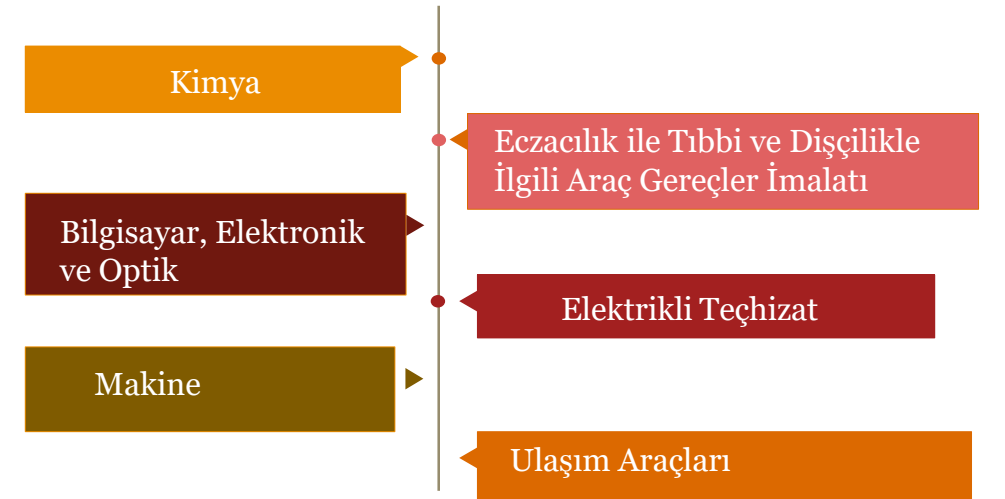 Kimya
Eczacılık ile Tıbbi ve Dişçilikle
İlgili Araç Gereçler İmalatı
Bilgisayar, Elektronik
ve Optik
Elektrikli Teçhizat
Makine
Ulaşım Araçları